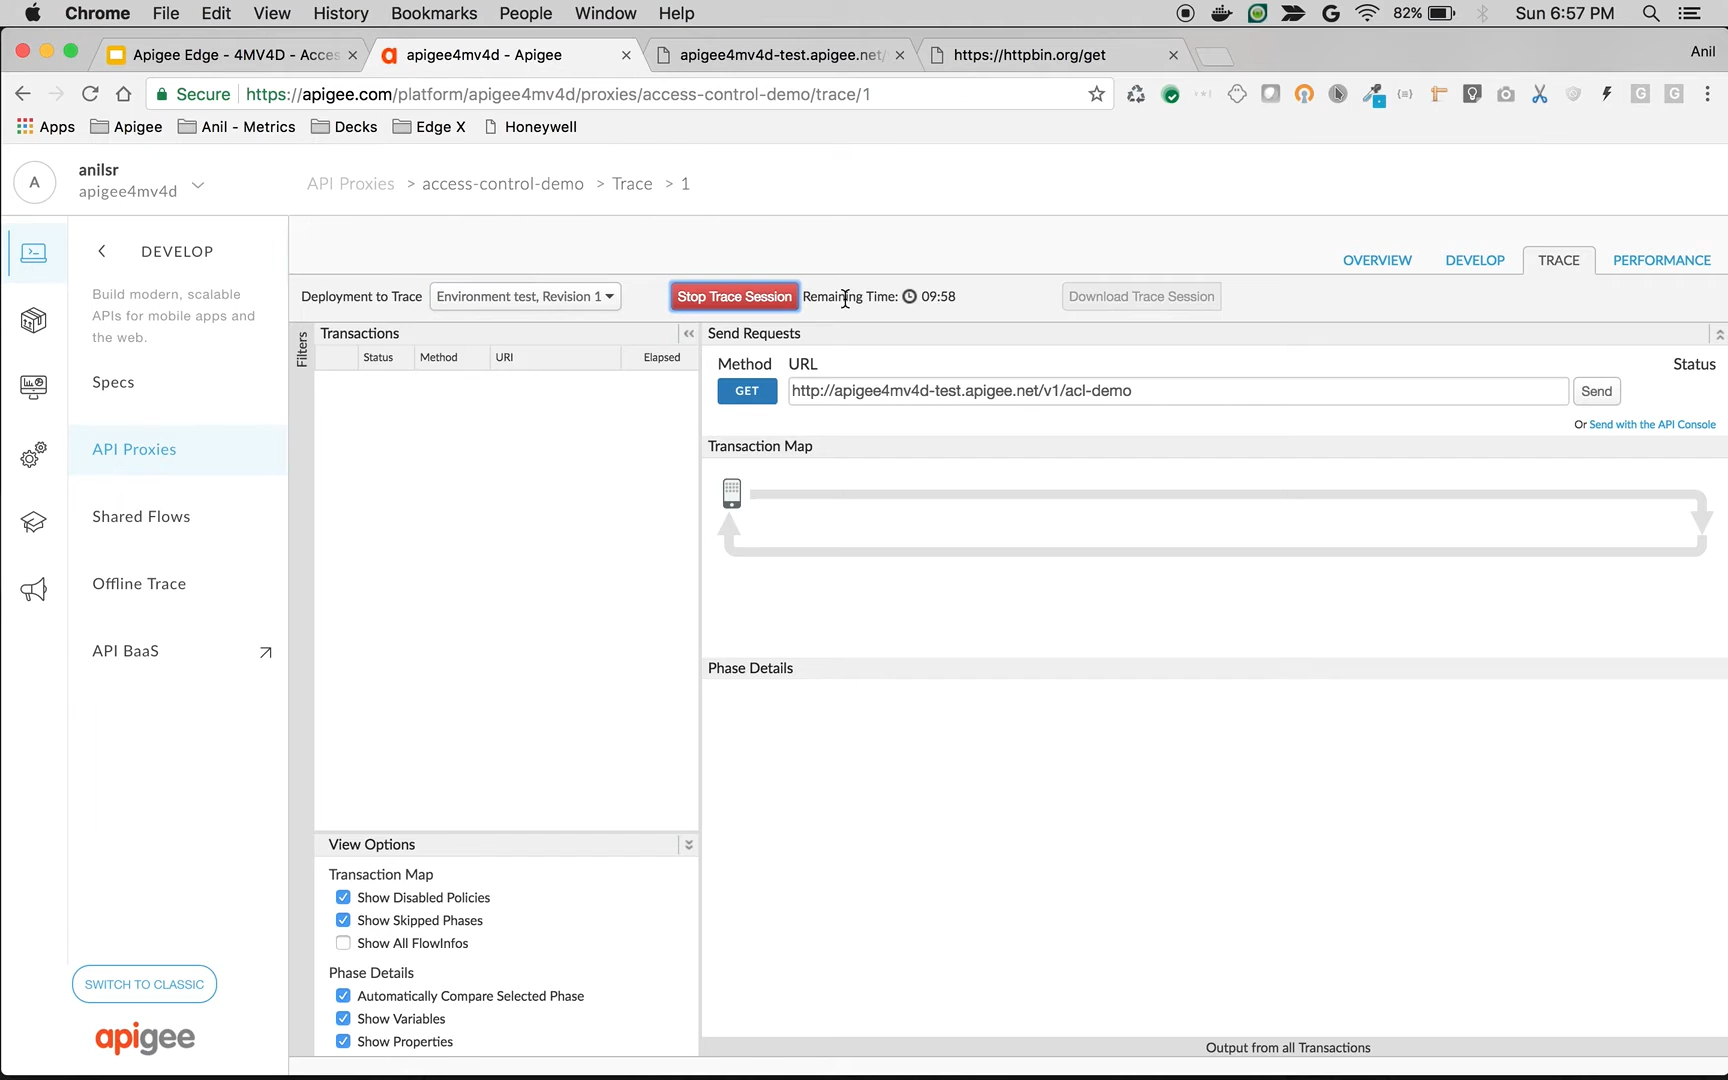 Chrome File Edit View History Bookmarks People Window Help 82% Sun 6:57 PM
Apigee Edge - 4MV4D - Acces × apigee4mv4d - Apigee × apigee4mv4d-test.apigee.net/ × https://httpbin.org/get × Anil
Secure https://apigee.com/platform/apigee4mv4d/proxies/access-control-demo/trace/1
Apps Apigee Anil - Metrics Decks Edge X Honeywell
A
anilsr
apigee4mv4d
API Proxies > access-control-demo > Trace > 1
DEVELOP
Build modern, scalable
APIs for mobile apps and
the web.
Specs
API Proxies
Shared Flows
Offline Trace
API BaaS
SWITCH TO CLASSIC
apigee
OVERVIEW DEVELOP TRACE PERFORMANCE
Deployment to Trace Environment test, Revision 1 Stop Trace Session Remaining Time: 09:58 Download Trace Session
Filters
Transactions
Status Method URI Elapsed
View Options
Transaction Map
Show Disabled Policies
Show Skipped Phases
Show All FlowInfos
Phase Details
Automatically Compare Selected Phase
Show Variables
Show Properties
Send Requests
Method URL Status
GET http://apigee4mv4d-test.apigee.net/v1/acl-demo Send
Or Send with the API Console
Transaction Map
Phase Details
Output from all Transactions